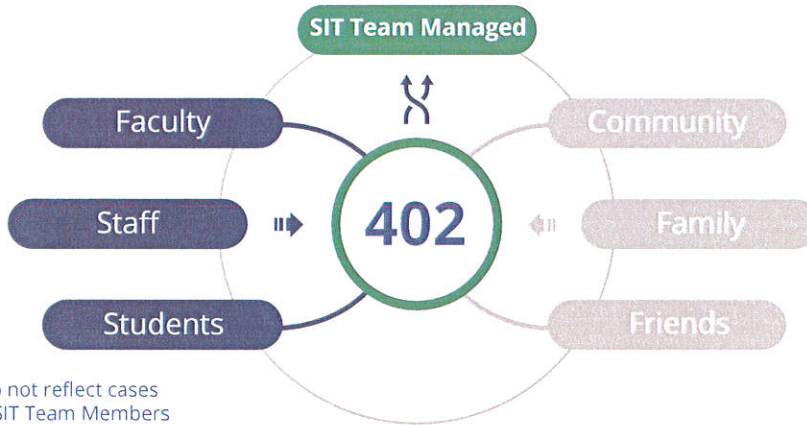 SIT Team Managed
Faculty
Community
402
Staff
Family
Students
Friends
not reflect cases
SIT Team Members